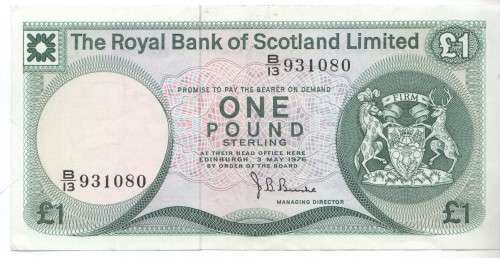 The Royal Bank of Scotland Limited £1
B/13 931080
PROMISE TO PAY THE BEARER ON DEMAND
ONE
POUND
STERLING
AT THEIR HEAD OFFICE HERE
EDINBURGH, 3 MAY 1976
BY ORDER OF THE BOARD
FIRM
B/13 931080
J B Burke
MANAGING DIRECTOR
£1
£1